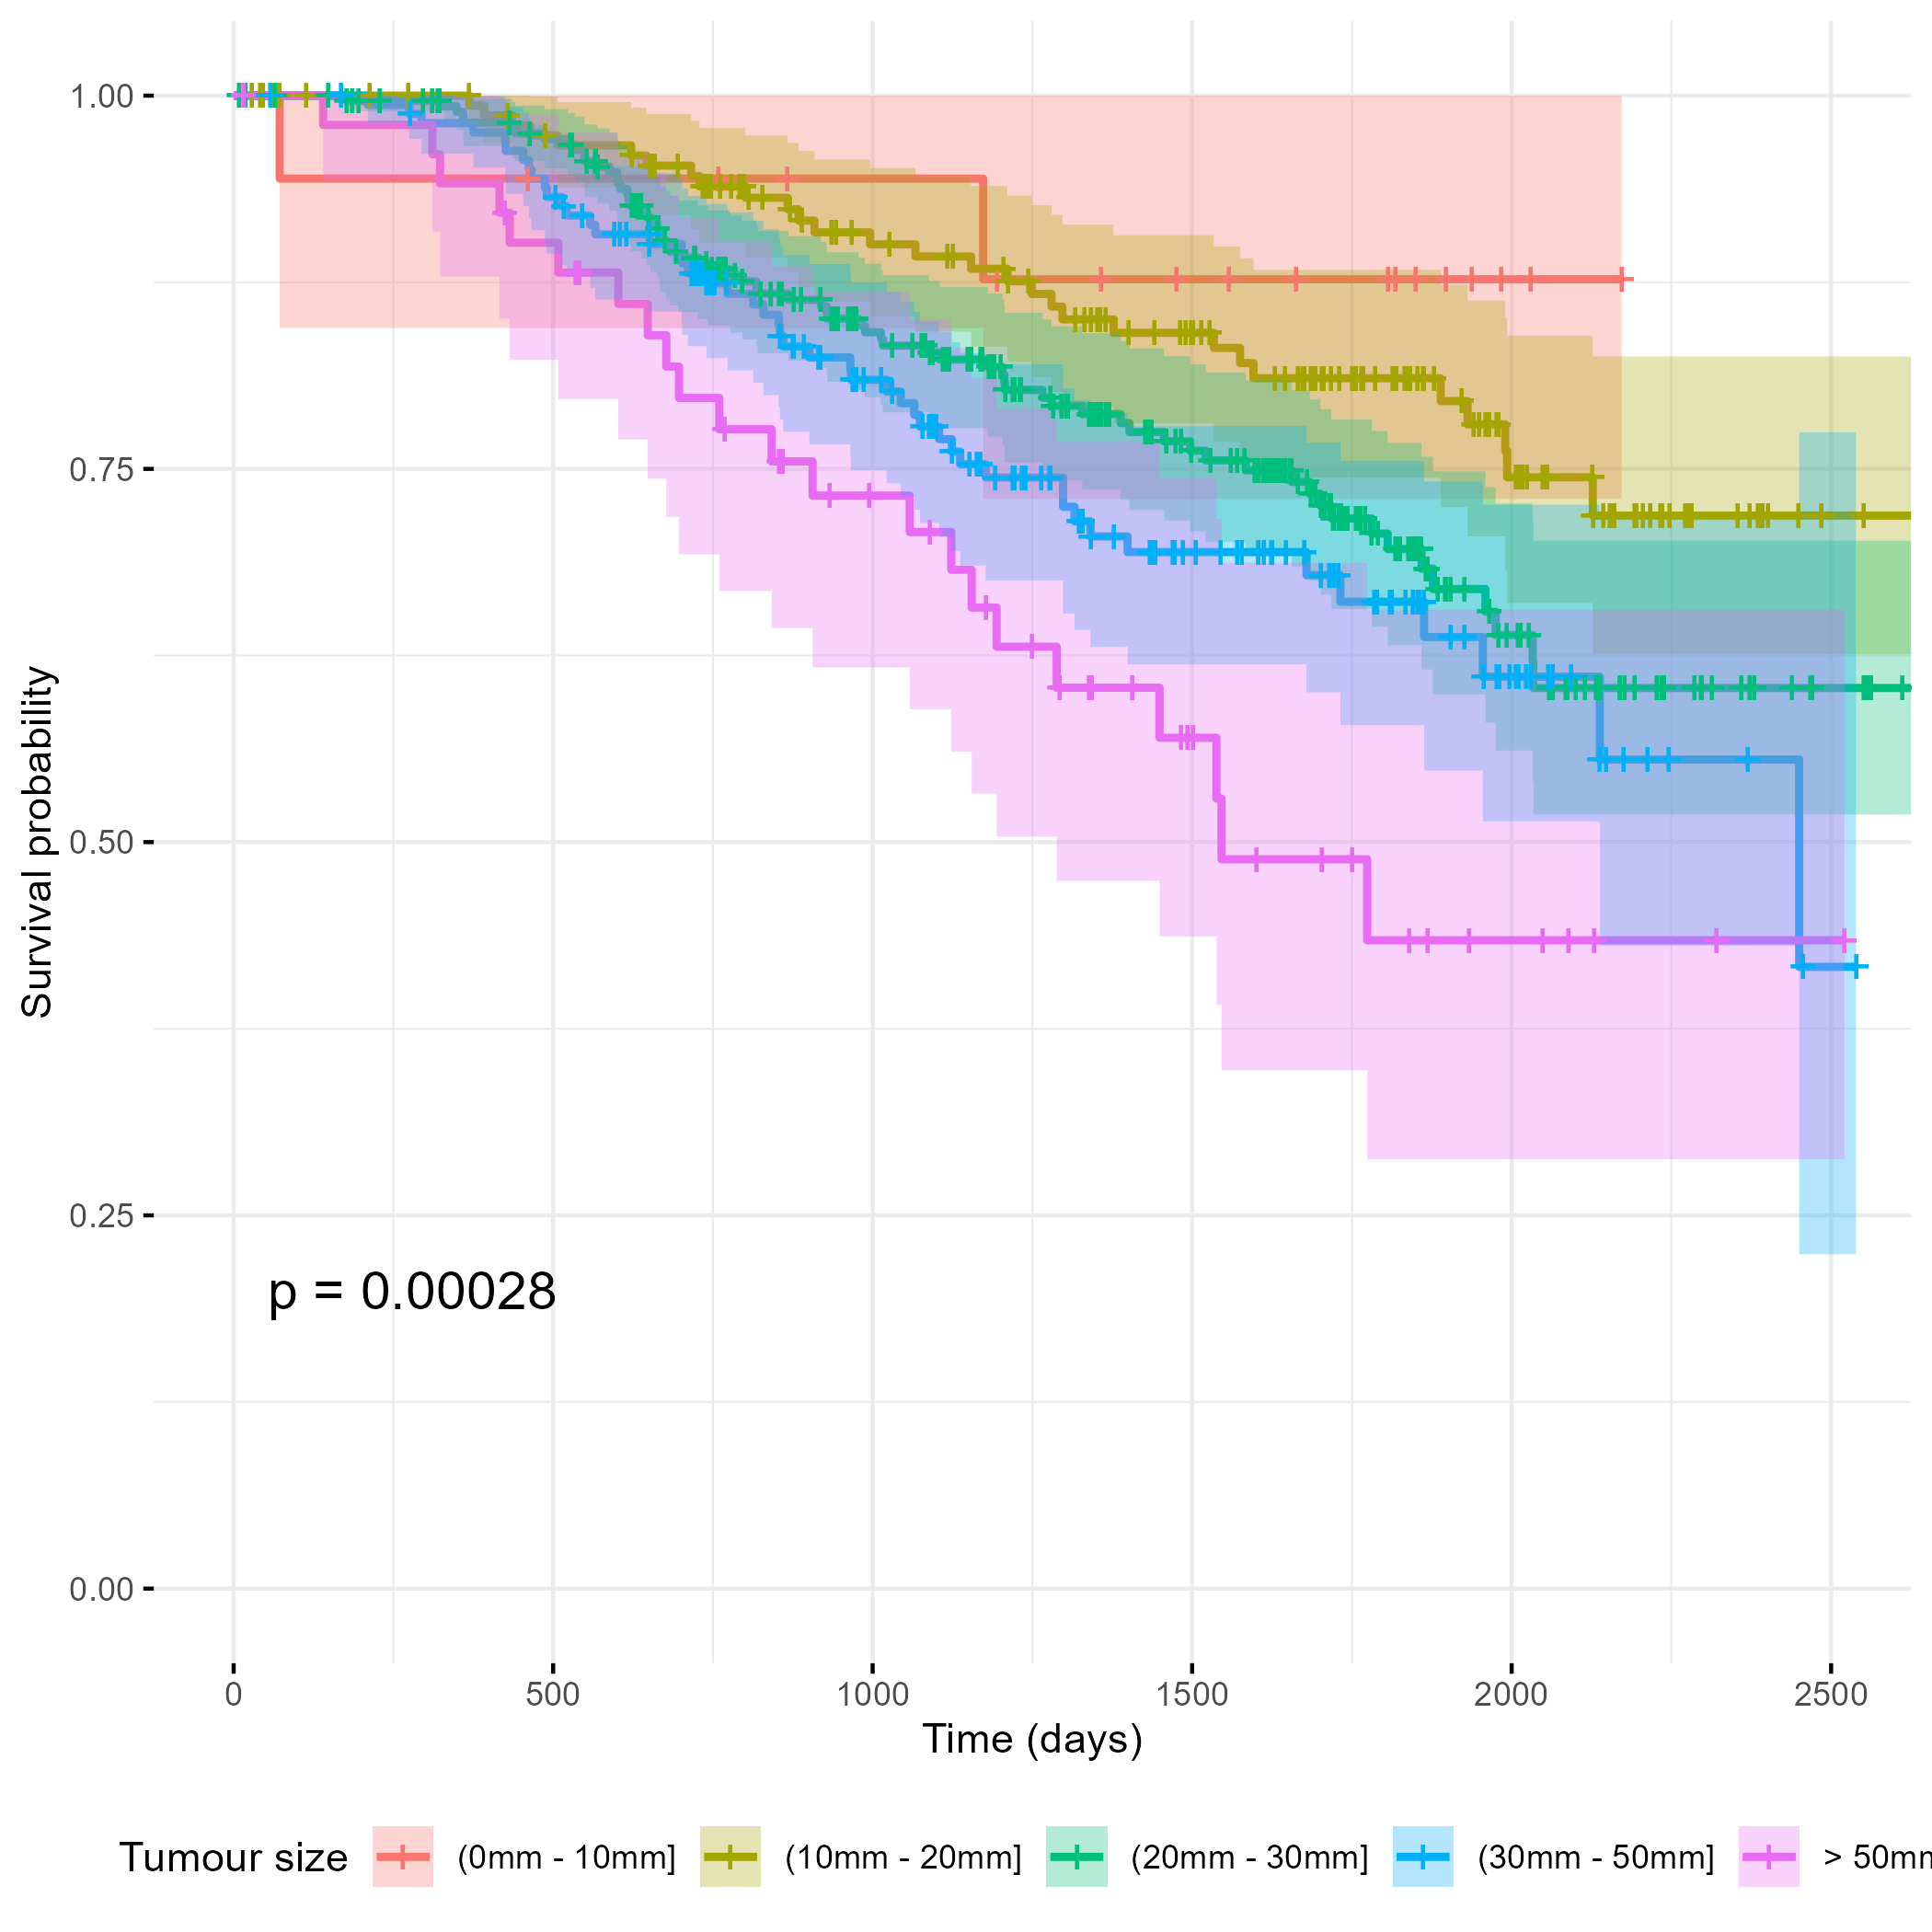 Survival probability
1.00
0.75
0.50
0.25
0.00
p = 0.00028
0 500 1000 1500 2000 2500
Time (days)
Tumour size (0mm - 10mm] (10mm - 20mm] (20mm - 30mm] (30mm - 50mm] > 50m